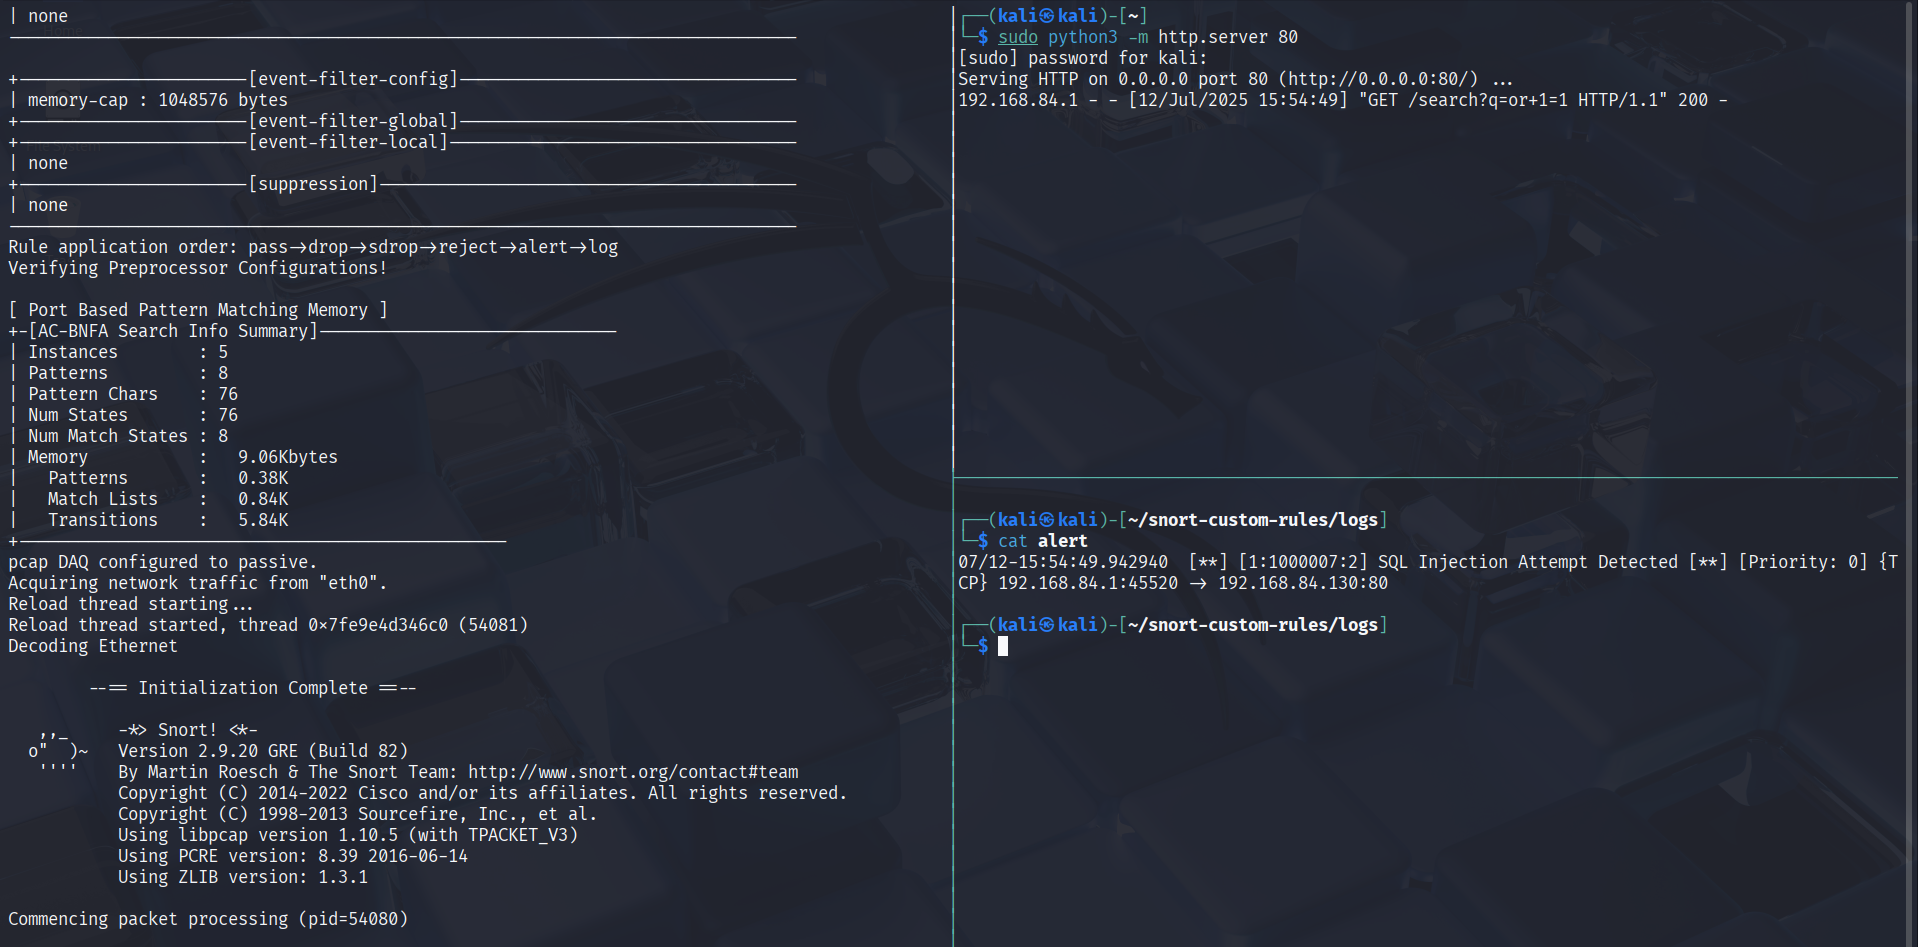 | none
-------------------------------------------------------------------------------

+-----------------------[event-filter-config]----------------------------------
| memory-cap : 1048576 bytes
+-----------------------[event-filter-global]----------------------------------
+-----------------------[event-filter-local]-----------------------------------
| none
+-----------------------[suppression]------------------------------------------
| none
-------------------------------------------------------------------------------
Rule application order: pass->drop->sdrop->reject->alert->log
Verifying Preprocessor Configurations!

[ Port Based Pattern Matching Memory ]
+-[AC-BNFA Search Info Summary]------------------------------
| Instances        : 5
| Patterns         : 8
| Pattern Chars    : 76
| Num States       : 76
| Num Match States : 8
| Memory           :   9.06Kbytes
|   Patterns       :   0.38K
|   Match Lists    :   0.84K
|   Transitions    :   5.84K
+-------------------------------------------------
pcap DAQ configured to passive.
Acquiring network traffic from "eth0".
Reload thread starting...
Reload thread started, thread 0x7fe9e4d346c0 (54081)
Decoding Ethernet

        --== Initialization Complete ==--

   ,,_     -*> Snort! <*-
  o"  )~   Version 2.9.20 GRE (Build 82)
   ''''    By Martin Roesch & The Snort Team: http://www.snort.org/contact#team
           Copyright (C) 2014-2022 Cisco and/or its affiliates. All rights reserved.
           Copyright (C) 1998-2013 Sourcefire, Inc., et al.
           Using libpcap version 1.10.5 (with TPACKET_V3)
           Using PCRE version: 8.39 2016-06-14
           Using ZLIB version: 1.3.1

Commencing packet processing (pid=54080)
┌──(kali㉿kali)-[~]
└─$ sudo python3 -m http.server 80
[sudo] password for kali:
Serving HTTP on 0.0.0.0 port 80 (http://0.0.0.0:80/) ...
192.168.84.1 - - [12/Jul/2025 15:54:49] "GET /search?q=or+1=1 HTTP/1.1" 200 -
┌──(kali㉿kali)-[~/snort-custom-rules/logs]
└─$ cat alert
07/12-15:54:49.942940  [**] [1:1000007:2] SQL Injection Attempt Detected [**] [Priority: 0] {T
CP} 192.168.84.1:45520 -> 192.168.84.130:80

┌──(kali㉿kali)-[~/snort-custom-rules/logs]
└─$